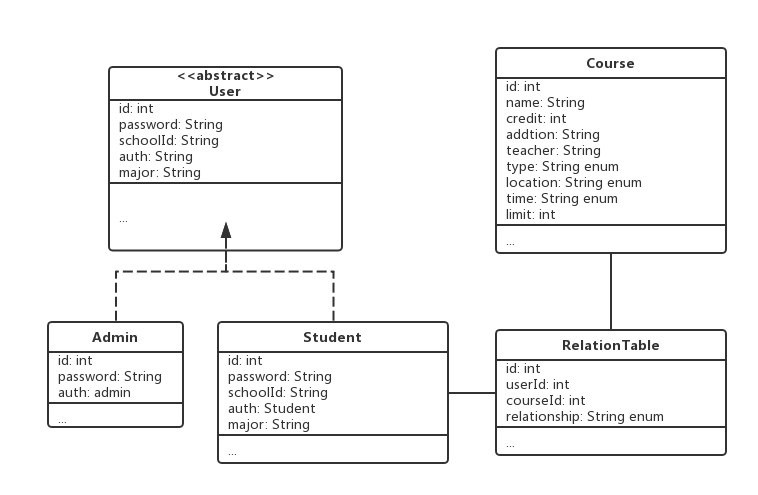 <<abstract>>
User
id: int
password: String
schoolId: String
auth: String
major: String
...
Course
id: int
name: String
credit: int
addtion: String
teacher: String
type: String enum
location: String enum
time: String enum
limit: int
...
Admin
id: int
password: String
auth: admin
...
Student
id: int
password: String
schoolId: String
auth: Student
major: String
...
RelationTable
id: int
userId: int
courseId: int
relationship: String enum
...